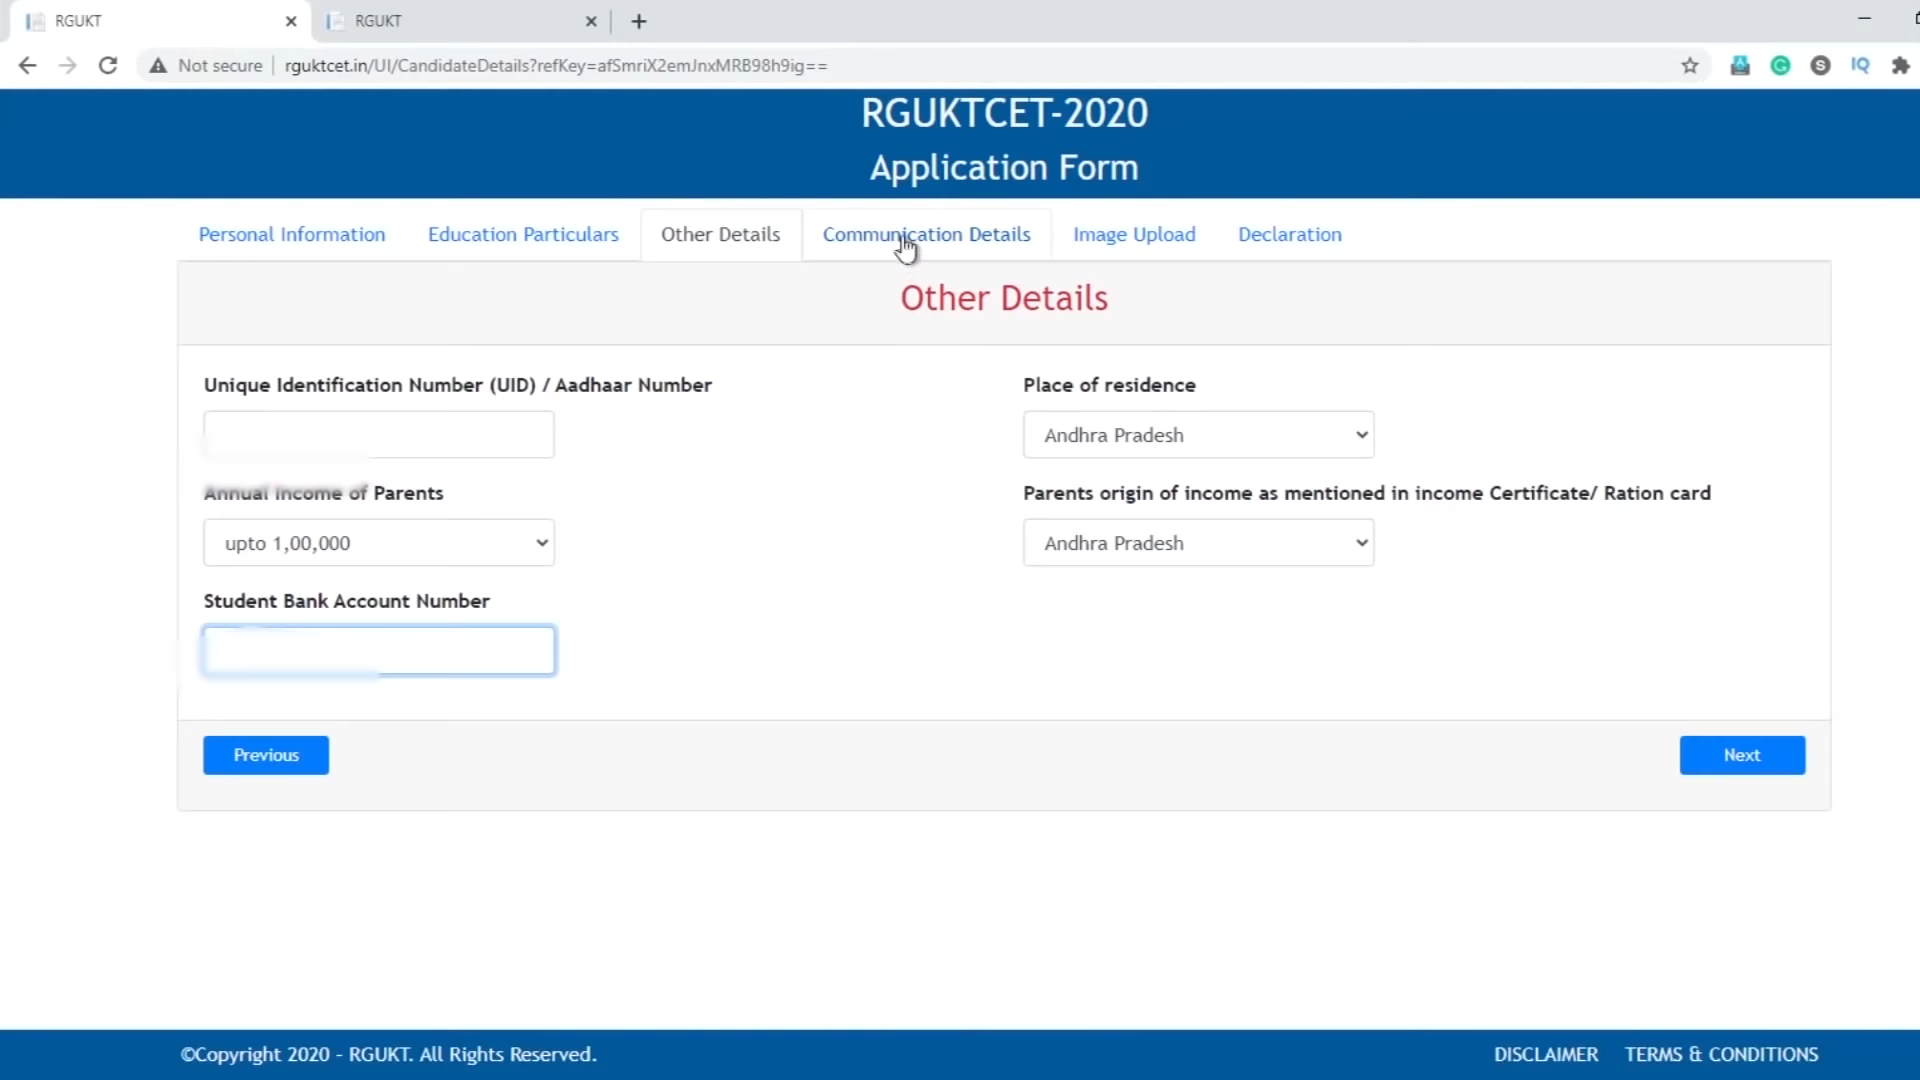 RGUKT
RGUKT
Not secure
rguktcet.in/UI/CandidateDetails?refKey=afSmriX2emJnxMRB98h9ig==
RGUKTCET-2020
Application Form
Personal Information
Education Particulars
Other Details
Communication Details
Image Upload
Declaration
Other Details
Unique Identification Number (UID) / Aadhaar Number
Place of residence
Andhra Pradesh
Annual Income of Parents
Parents origin of income as mentioned in income Certificate/ Ration card
upto 1,00,000
Andhra Pradesh
Student Bank Account Number
Previous
Next
©Copyright 2020 - RGUKT. All Rights Reserved.
DISCLAIMER
TERMS & CONDITIONS